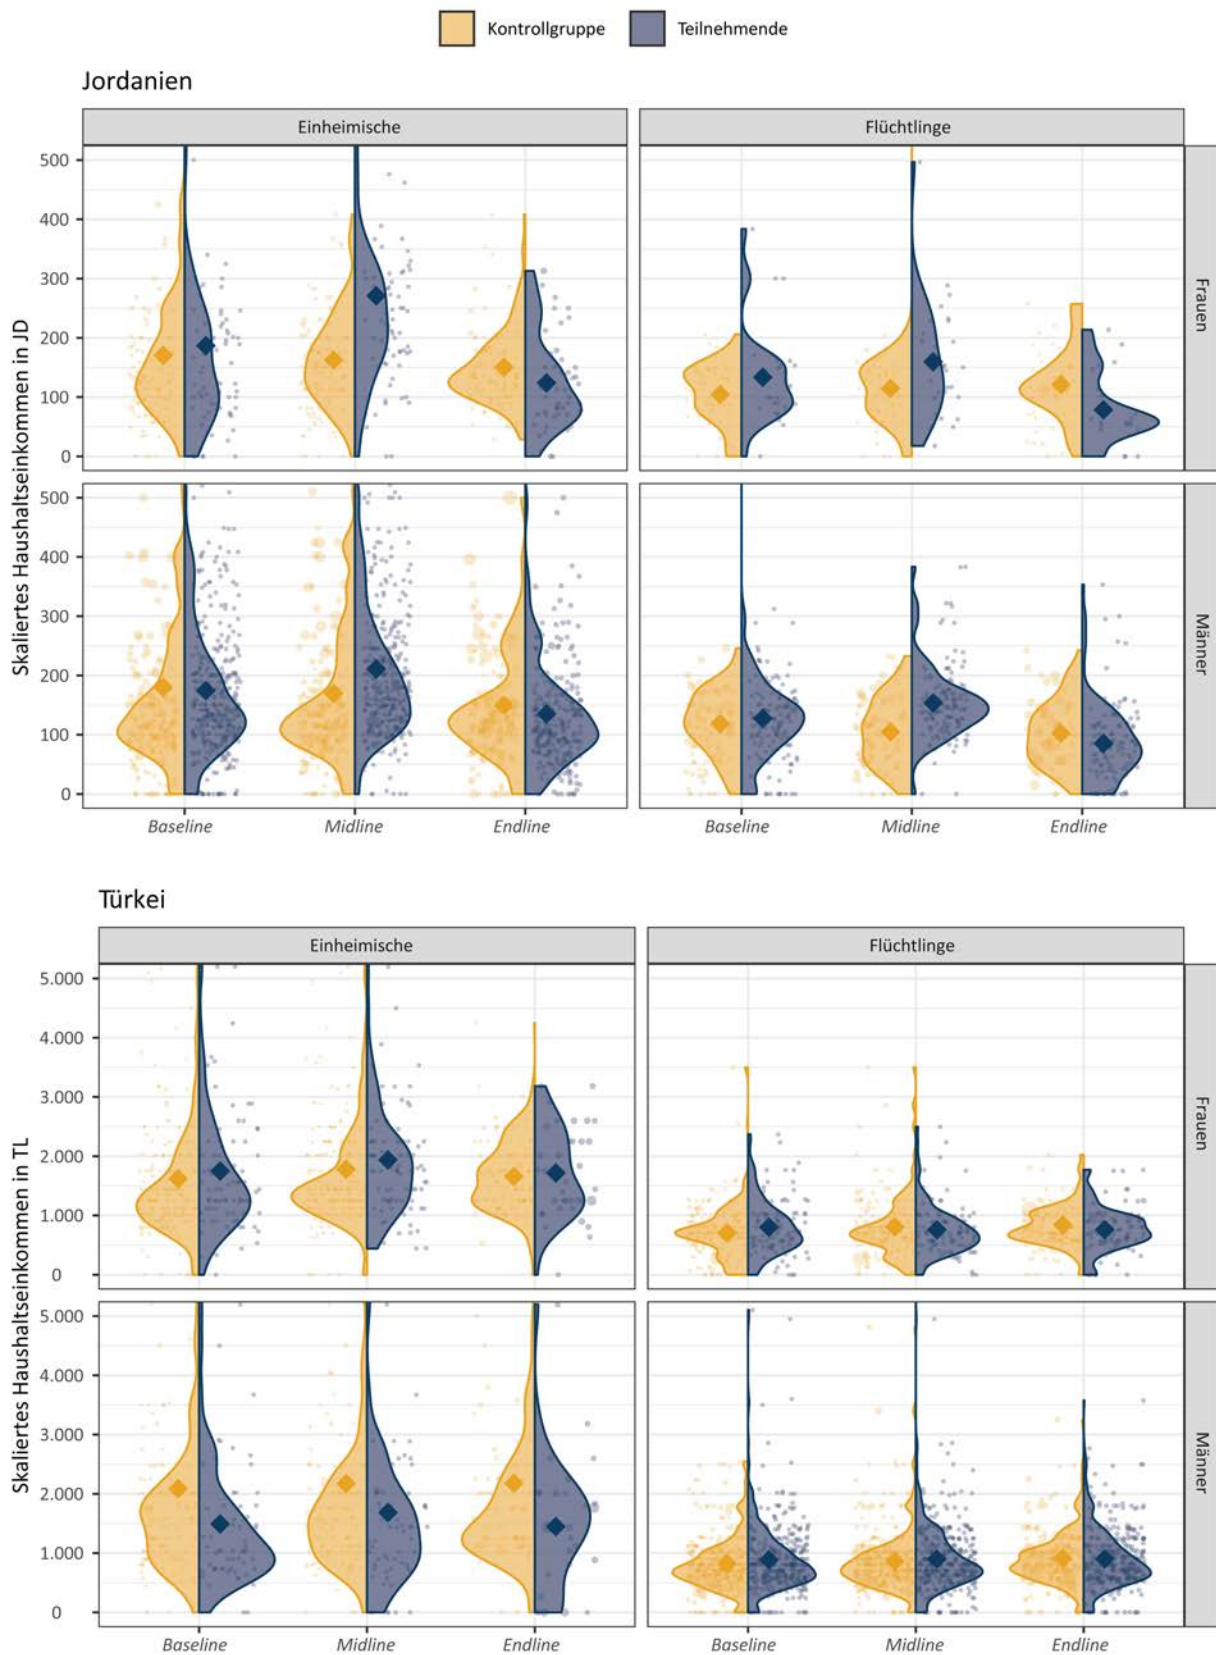 Kontrollgruppe Teilnehmende
Jordanien
Einheimische Flüchtlinge
Skaliertes Haushaltseinkommen in JD
500
400
300
200
100
0
Frauen
500
400
300
200
100
0
Männer
Baseline Midline Endline Baseline Midline Endline
Türkei
Einheimische Flüchtlinge
Skaliertes Haushaltseinkommen in TL
5.000
4.000
3.000
2.000
1.000
0
Frauen
5.000
4.000
3.000
2.000
1.000
0
Männer
Baseline Midline Endline Baseline Midline Endline